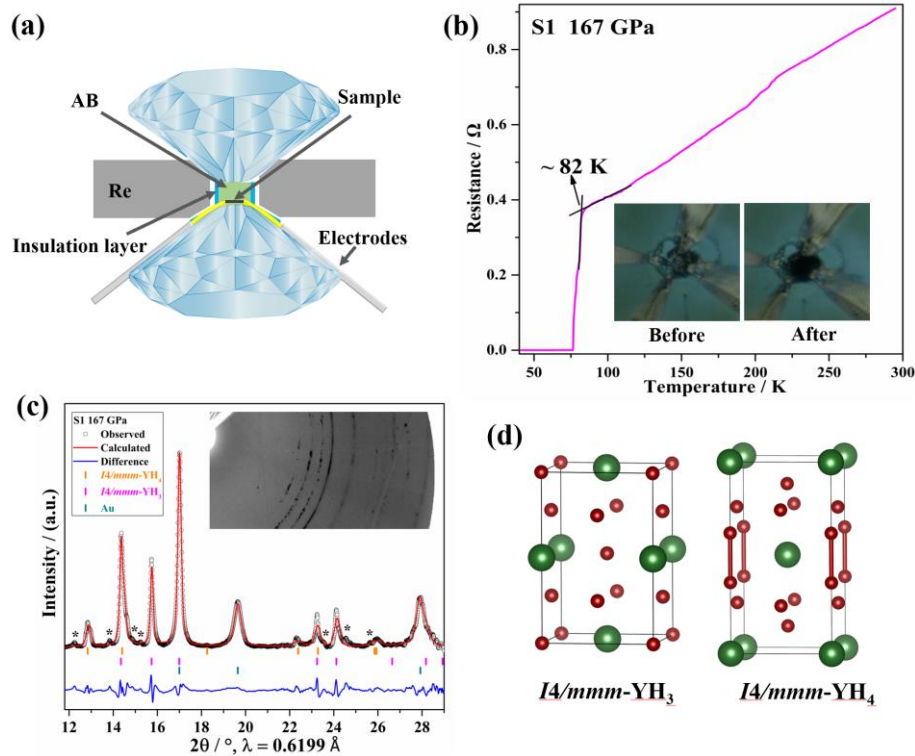 (a)
AB
Sample
Re
Insulation layer
Electrodes
(b)
S1 167 GPa
~ 82 K
Before
After
Resistance / Ω
0.8
0.6
0.4
0.2
0.0
50
100
150
200
250
300
Temperature / K
(c)
S1 167 GPa
Observed
Calculated
Difference
I4/mmm-YH₄
I4/mmm-YH₃
Au
* * * * * * *
Intensity / (a.u.)
12 14 16 18 20 22 24 26 28
2θ / °, λ = 0.6199 Å
(d)
I4/mmm-YH₃
I4/mmm-YH₄